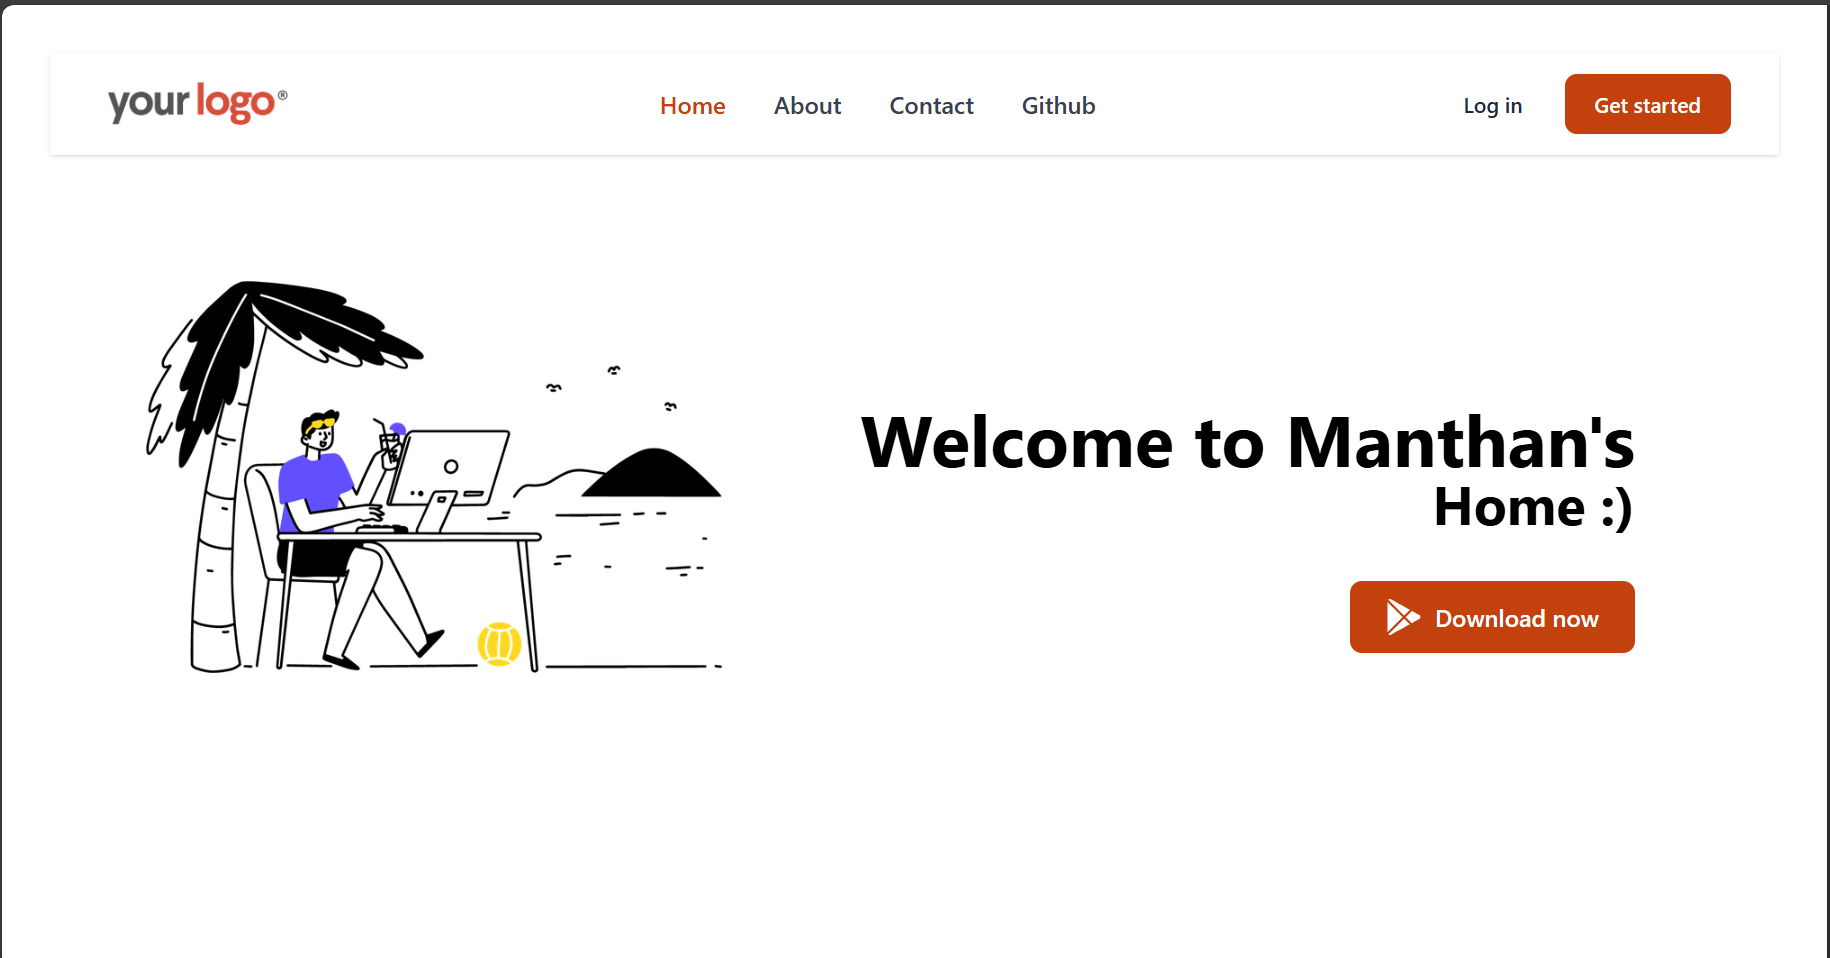 your logo®
Home About Contact Github
Log in Get started
Welcome to Manthan's
Home :)
Download now